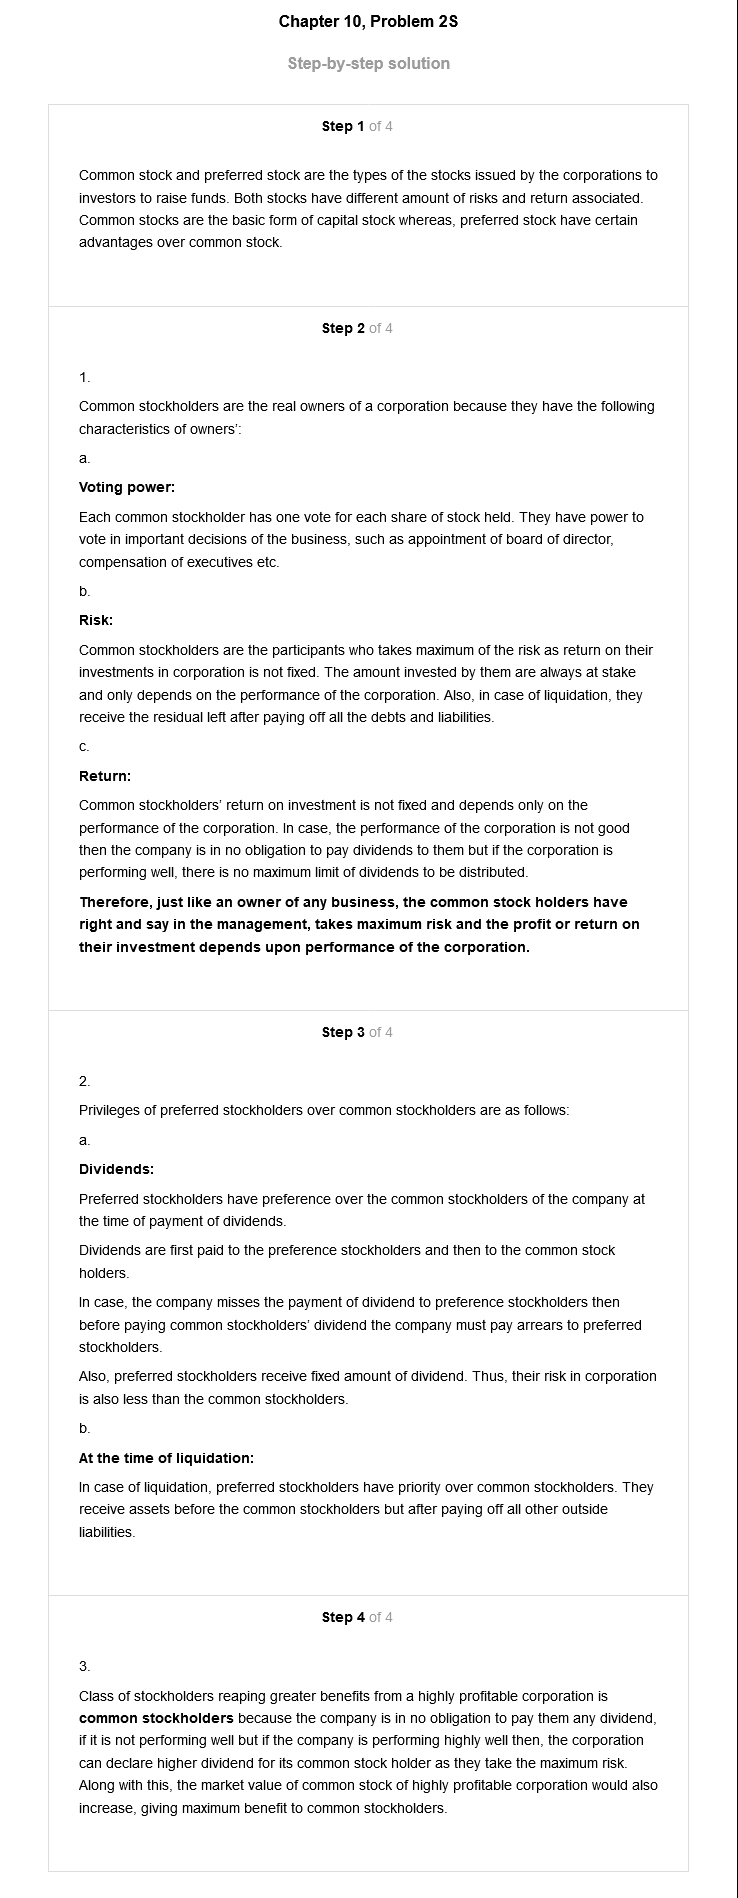 Chapter 10, Problem 2S
Step-by-step solution
Step 1 of 4
Common stock and preferred stock are the types of the stocks issued by the corporations to
investors to raise funds. Both stocks have different amount of risks and return associated.
Common stocks are the basic form of capital stock whereas, preferred stock have certain
advantages over common stock.
Step 2 of 4
1.
Common stockholders are the real owners of a corporation because they have the following
characteristics of owners’:
a.
Voting power:
Each common stockholder has one vote for each share of stock held. They have power to
vote in important decisions of the business, such as appointment of board of director,
compensation of executives etc.
b.
Risk:
Common stockholders are the participants who takes maximum of the risk as return on their
investments in corporation is not fixed. The amount invested by them are always at stake
and only depends on the performance of the corporation. Also, in case of liquidation, they
receive the residual left after paying off all the debts and liabilities.
c.
Return:
Common stockholders’ return on investment is not fixed and depends only on the
performance of the corporation. In case, the performance of the corporation is not good
then the company is in no obligation to pay dividends to them but if the corporation is
performing well, there is no maximum limit of dividends to be distributed.
Therefore, just like an owner of any business, the common stock holders have
right and say in the management, takes maximum risk and the profit or return on
their investment depends upon performance of the corporation.
Step 3 of 4
2.
Privileges of preferred stockholders over common stockholders are as follows:
a.
Dividends:
Preferred stockholders have preference over the common stockholders of the company at
the time of payment of dividends.
Dividends are first paid to the preference stockholders and then to the common stock
holders.
In case, the company misses the payment of dividend to preference stockholders then
before paying common stockholders’ dividend the company must pay arrears to preferred
stockholders.
Also, preferred stockholders receive fixed amount of dividend. Thus, their risk in corporation
is also less than the common stockholders.
b.
At the time of liquidation:
In case of liquidation, preferred stockholders have priority over common stockholders. They
receive assets before the common stockholders but after paying off all other outside
liabilities.
Step 4 of 4
3.
Class of stockholders reaping greater benefits from a highly profitable corporation is
common stockholders because the company is in no obligation to pay them any dividend,
if it is not performing well but if the company is performing highly well then, the corporation
can declare higher dividend for its common stock holder as they take the maximum risk.
Along with this, the market value of common stock of highly profitable corporation would also
increase, giving maximum benefit to common stockholders.